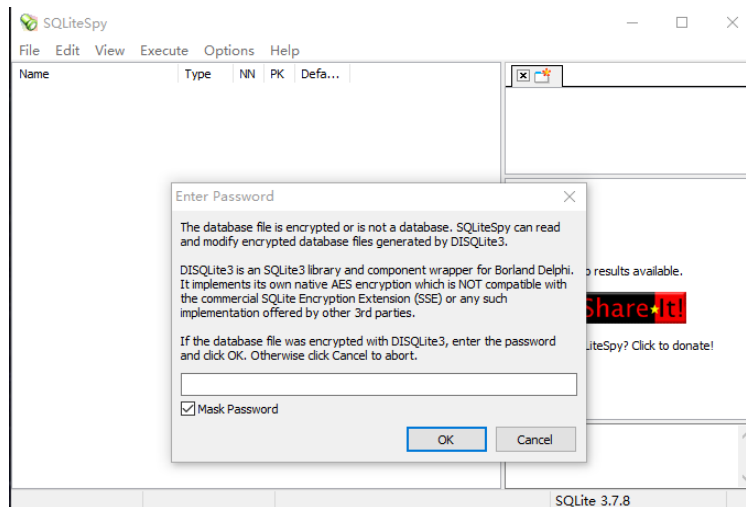 SQLiteSpy
File Edit View Execute Options Help
Name Type NN PK Defa...
Enter Password
The database file is encrypted or is not a database. SQLiteSpy can read
and modify encrypted database files generated by DISQLite3.
DISQLite3 is an SQLite3 library and component wrapper for Borland Delphi.
It implements its own native AES encryption which is NOT compatible with
the commercial SQLite Encryption Extension (SSE) or any such
implementation offered by other 3rd parties.
If the database file was encrypted with DISQLite3, enter the password
and click OK. Otherwise click Cancel to abort.
Mask Password
OK Cancel
results available.
Share It!
iteSpy? Click to donate!
SQLite 3.7.8